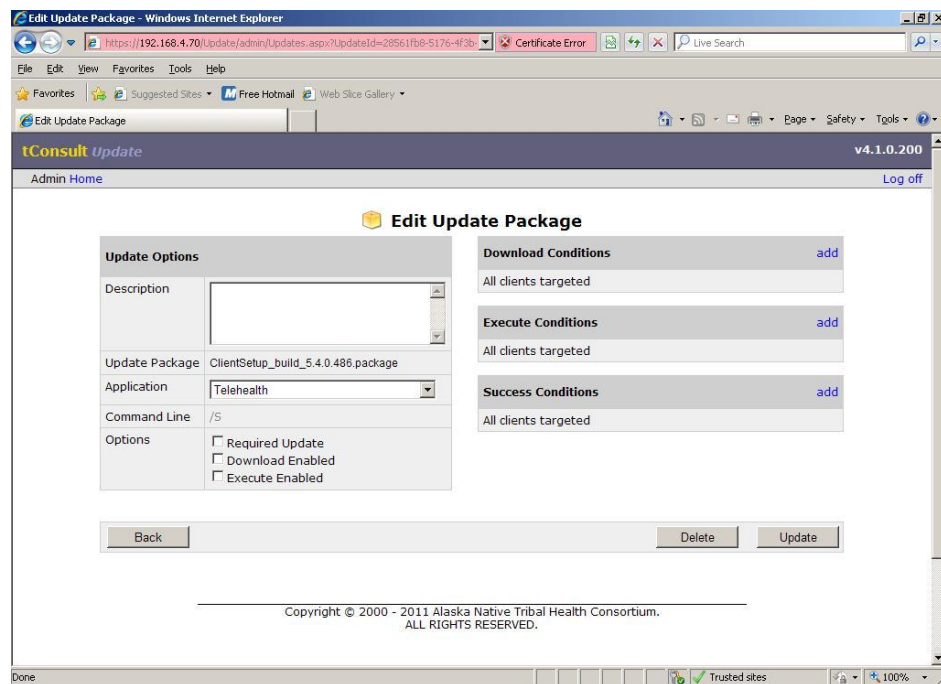 Edit Update Package - Windows Internet Explorer
https://192.168.4.70/Update/admin/Updates.aspx?UpdateId=28561fb8-5176-4f3b-
Certificate Error
Live Search
File Edit View Favorites Tools Help
Favorites Suggested Sites Free Hotmail Web Slice Gallery
Edit Update Package
Page Safety Tools
tConsult Update
v4.1.0.200
Admin Home
Log off
Edit Update Package
Update Options
Description
Update Package ClientSetup_build_5.4.0.486.package
Application Telehealth
Command Line /S
Options
Required Update
Download Enabled
Execute Enabled
Download Conditions add
All clients targeted
Execute Conditions add
All clients targeted
Success Conditions add
All clients targeted
Back Delete Update
Copyright © 2000 - 2011 Alaska Native Tribal Health Consortium.
ALL RIGHTS RESERVED.
Done
Trusted sites
100%